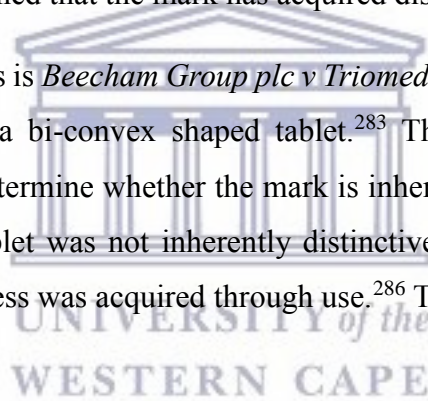 ned that the mark has acquired dis
s is Beecham Group plc v Triomed
a bi-convex shaped tablet.283 Th
termine whether the mark is inher
blet was not inherently distinctive
ess was acquired through use.286 T
UNIVERSITY of the
WESTERN CAPE